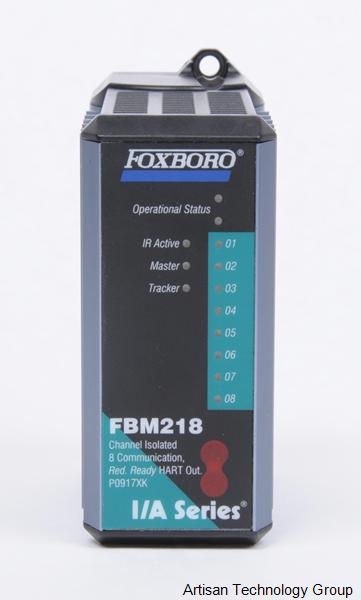 FOXBORO®
Operational Status
IR Active 01
Master 02
Tracker 03
04
05
06
07
08
FBM218
Channel Isolated
8 Communication,
Red. Ready HART Out.
P0917XK
I/A Series®
Artisan Technology Group